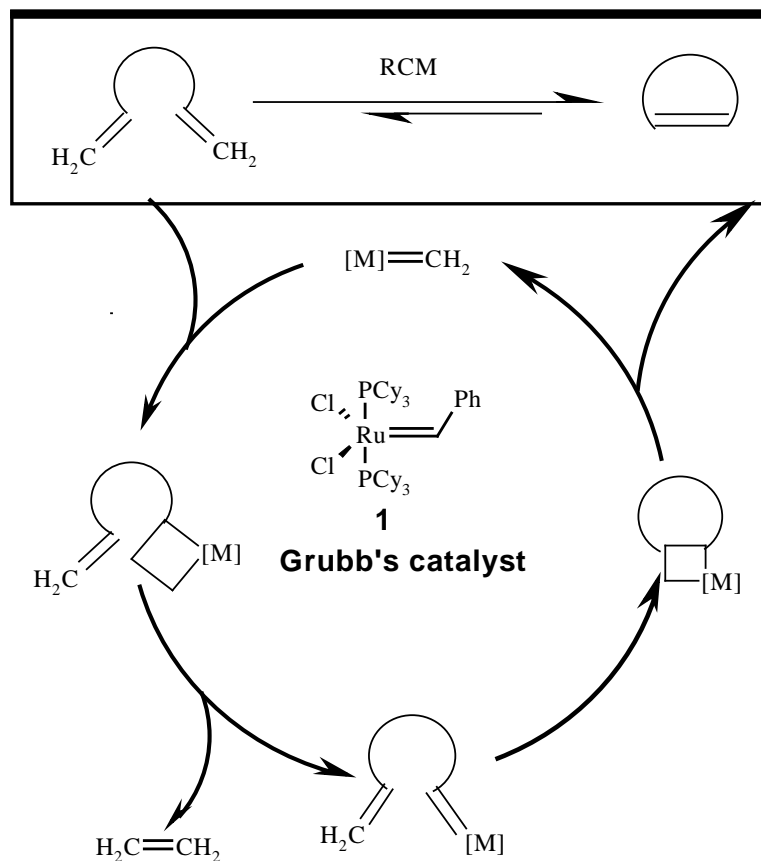 RCM
H₂C
CH₂
[M]=CH₂
PCy₃
Ph
Cl
Ru
Cl
PCy₃
1
Grubb's catalyst
[M]
H₂C
[M]
H₂C=CH₂
H₂C
[M]